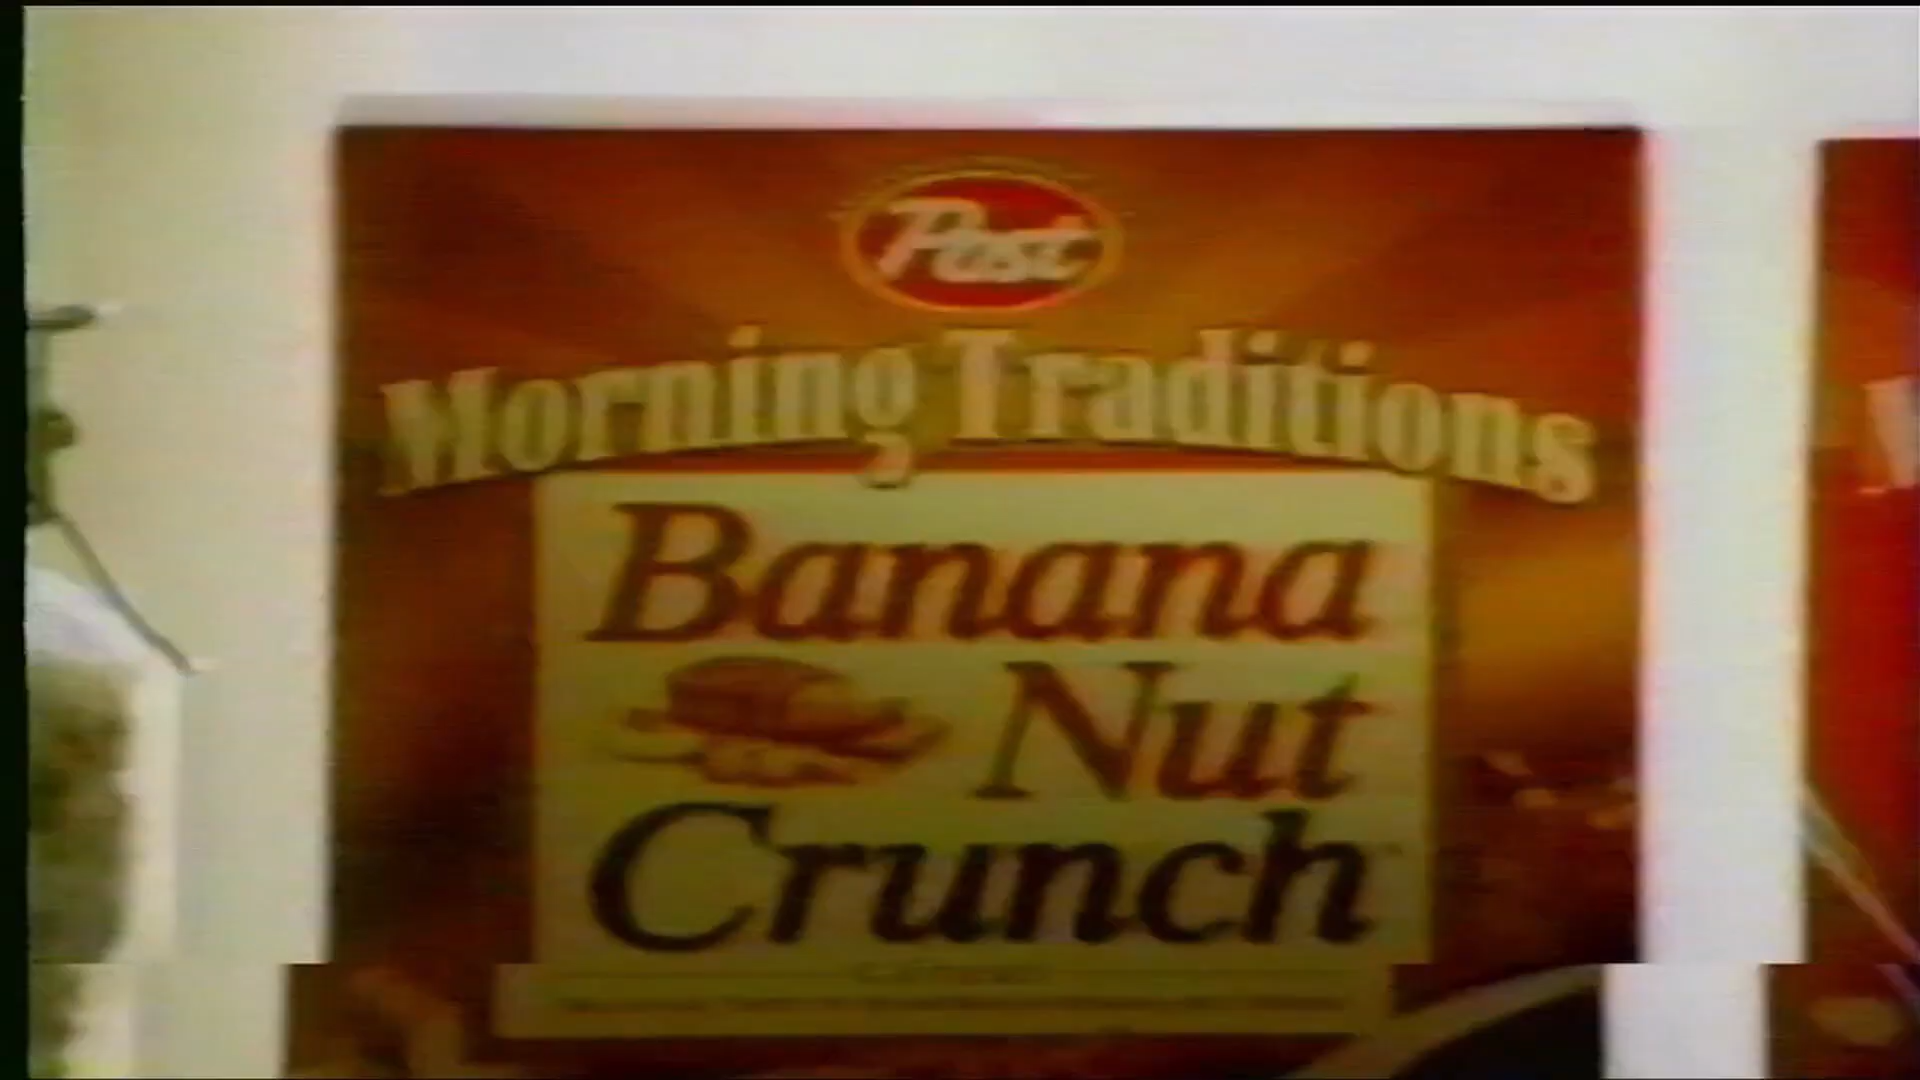 Post
Morning Traditions
Banana
Nut
Crunch